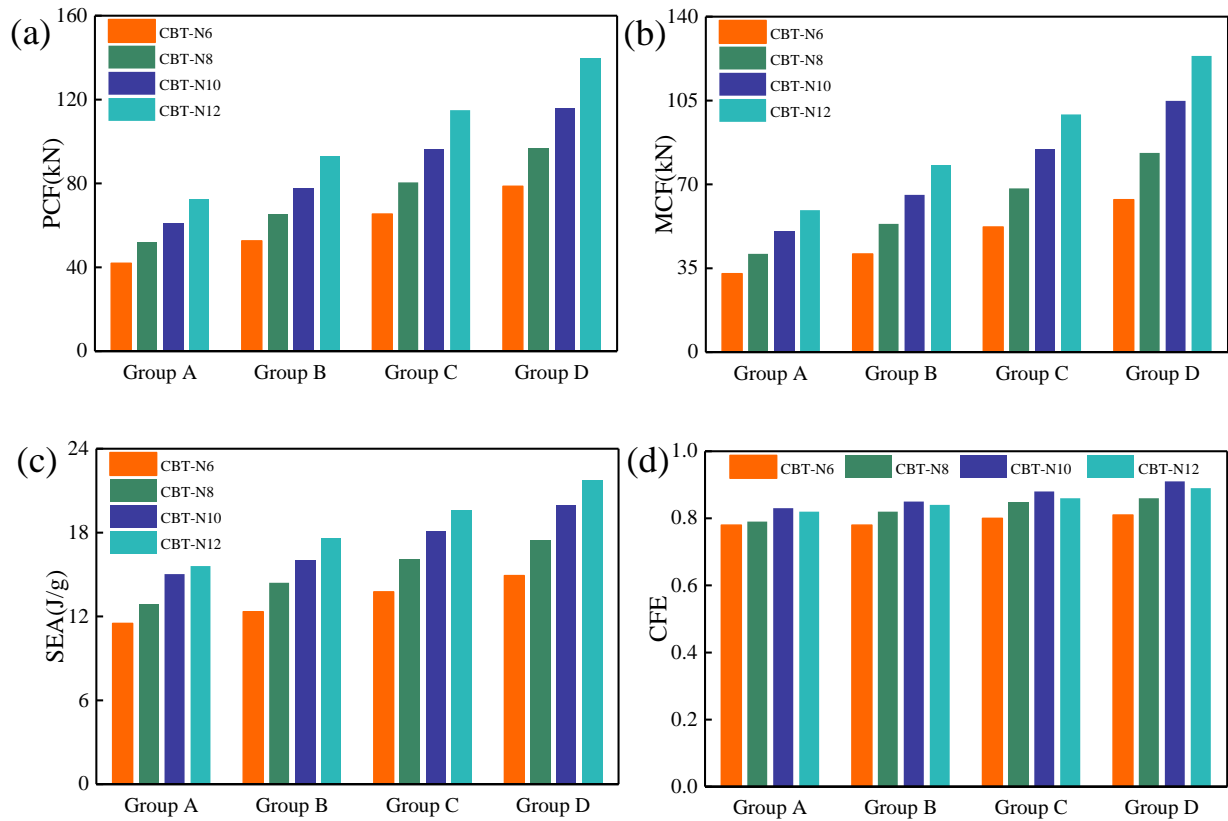 (a)
CBT-N6
CBT-N8
CBT-N10
CBT-N12
PCF(kN)
160
120
80
40
0
Group A Group B Group C Group D
(b)
CBT-N6
CBT-N8
CBT-N10
CBT-N12
MCF(kN)
140
105
70
35
0
Group A Group B Group C Group D
(c)
CBT-N6
CBT-N8
CBT-N10
CBT-N12
SEA(J/g)
24
18
12
6
0
Group A Group B Group C Group D
(d)
CBT-N6 CBT-N8 CBT-N10 CBT-N12
CFE
1.0
0.8
0.6
0.4
0.2
0.0
Group A Group B Group C Group D